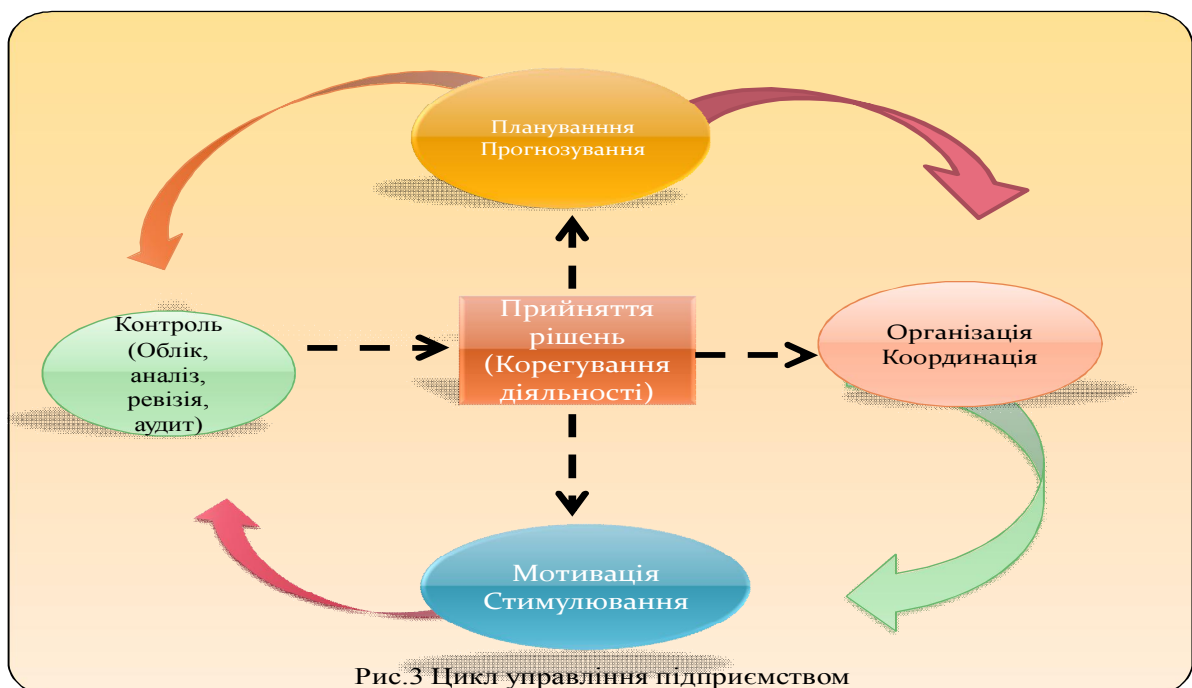 Плануванння
Прогнозування
Контроль
(Облік,
аналіз,
ревізія,
аудит)
Прийняття
рішень
(Корегування
діяльності)
Організація
Координація
Мотивація
Стимулювання
Рис.3 Цикл управління підприємством